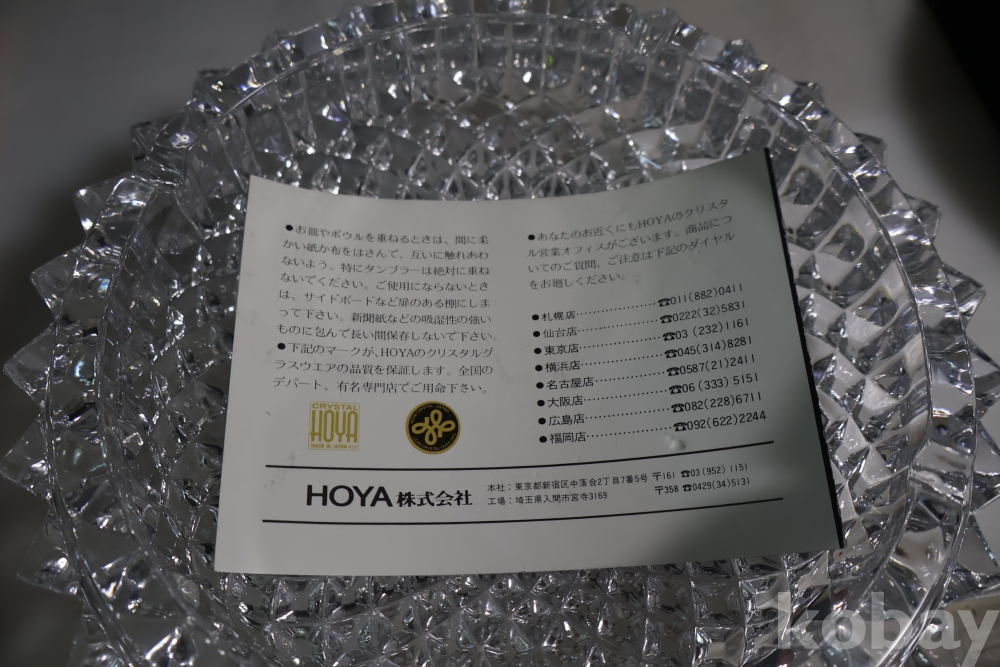 ●お皿やボウルを重ねるときは、間に柔
かい紙か布をはさんで、互いに触れあわ
ないよう。特にタンブラーは絶対に重ね
ないでください。ご使用にならないとき
は、サイドボードなど扉のある棚にしま
って下さい。新聞紙などの吸湿性の強い
ものに包んで長い間保存しないで下さい。
●下記のマークが、HOYAのクリスタルグ
ラスウエアの品質を保証します。全国の
デパート、有名専門店でご用命下さい。
CRYSTAL
HOYA
MADE IN JAPAN
●あなたのお近くにもHOYAのクリスタ
ル営業オフィスがございます。商品につ
いてのご質問、ご注意は下記のダイヤル
をお廻しください。
●札幌店……………☎011(882)0411
●仙台店……………☎0222(32)5831
●東京店……………☎03 (232)1161
●横浜店……………☎045(314)8281
●名古屋店…………☎0587(21)2411
●大阪店……………☎06 (333)5151
●広島店……………☎082(228)6711
●福岡店……………☎092(622)2244
HOYA株式会社
本社：東京都新宿区中落合2丁目7番5号 〒161 ☎03(952)1151
工場：埼玉県入間市宮寺3169 〒358 ☎0429(34)5131
kobay